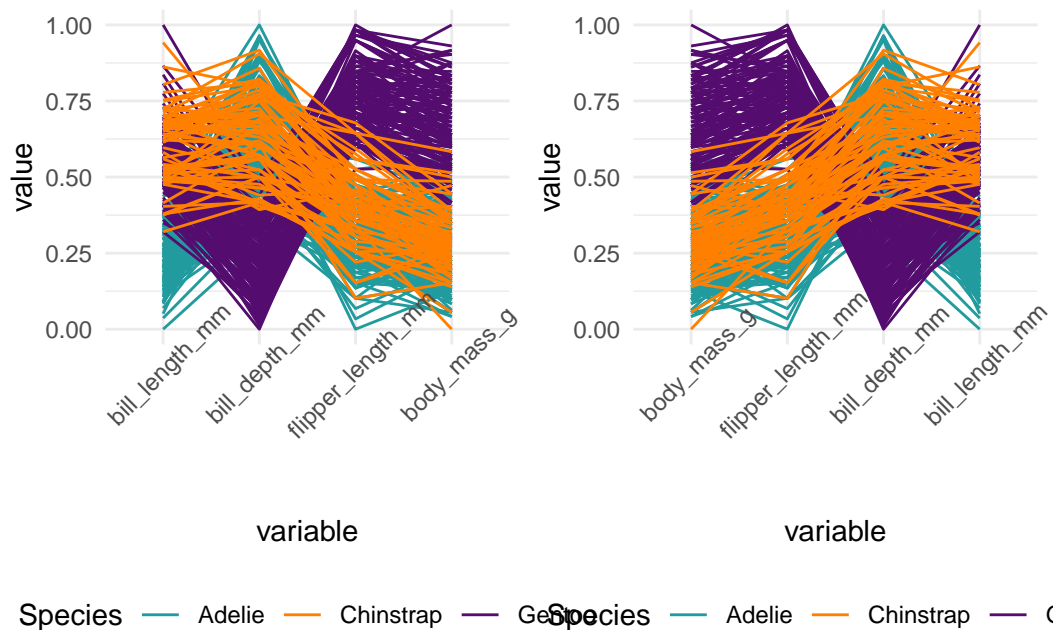 1.00
0.75
0.50
0.25
0.00
value
bill_length_mm
bill_depth_mm
flipper_length_mm
body_mass_g
variable
Species Adelie Chinstrap Gentoo
1.00
0.75
0.50
0.25
0.00
value
body_mass_g
flipper_length_mm
bill_depth_mm
bill_length_mm
variable
Species Adelie Chinstrap G